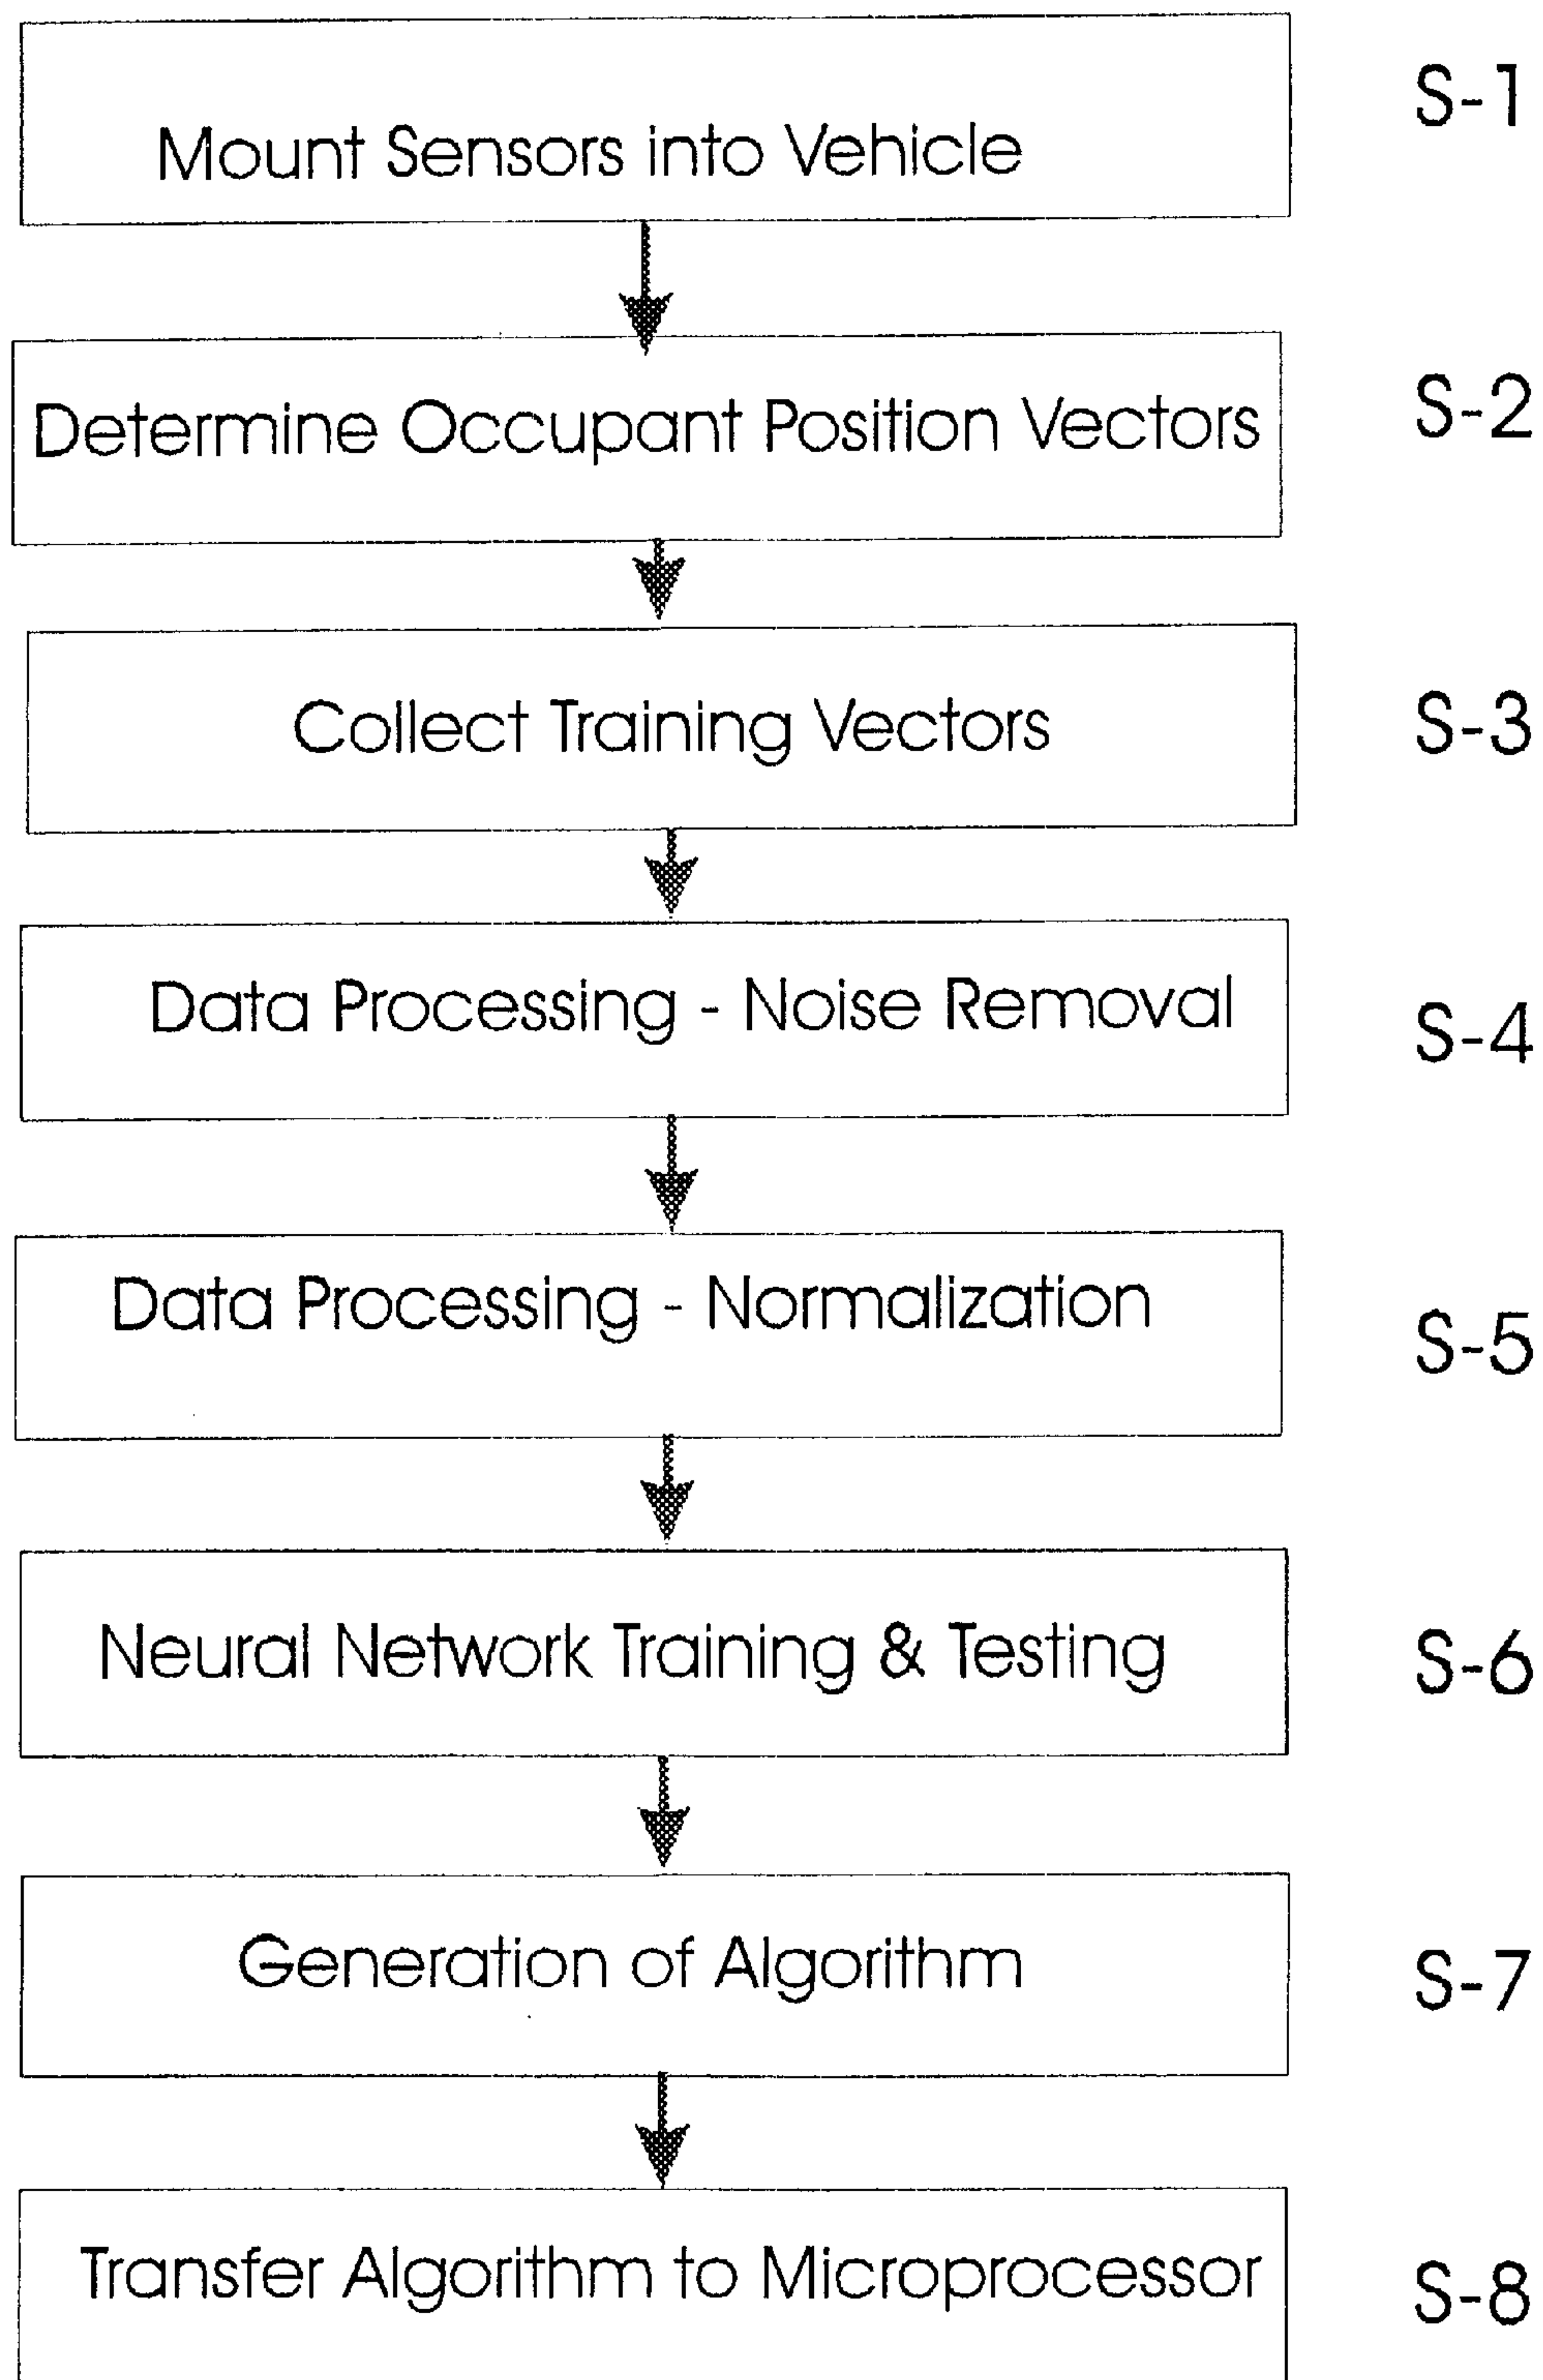 Mount Sensors into Vehicle S-1
Determine Occupant Position Vectors S-2
Collect Training Vectors S-3
Data Processing - Noise Removal S-4
Data Processing - Normalization S-5
Neural Network Training & Testing S-6
Generation of Algorithm S-7
Transfer Algorithm to Microprocessor S-8